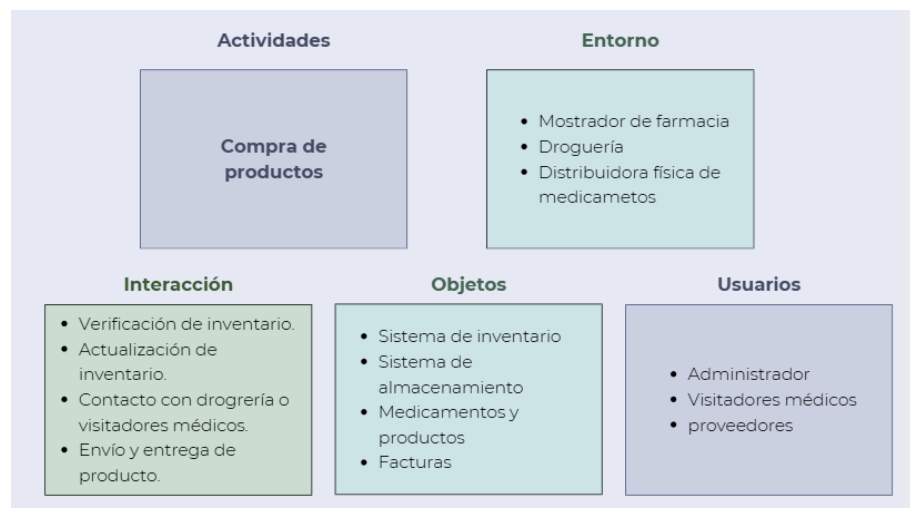 Actividades
Entorno
Compra de
productos
• Mostrador de farmacia
• Droguería
• Distribuidora física de
medicametos
Interacción
Objetos
Usuarios
• Verificación de inventario.
• Actualización de
inventario.
• Contacto con drogrería o
visitadores médicos.
• Envío y entrega de
producto.
• Sistema de inventario
• Sistema de
almacenamiento
• Medicamentos y
productos
• Facturas
• Administrador
• Visitadores médicos
• proveedores